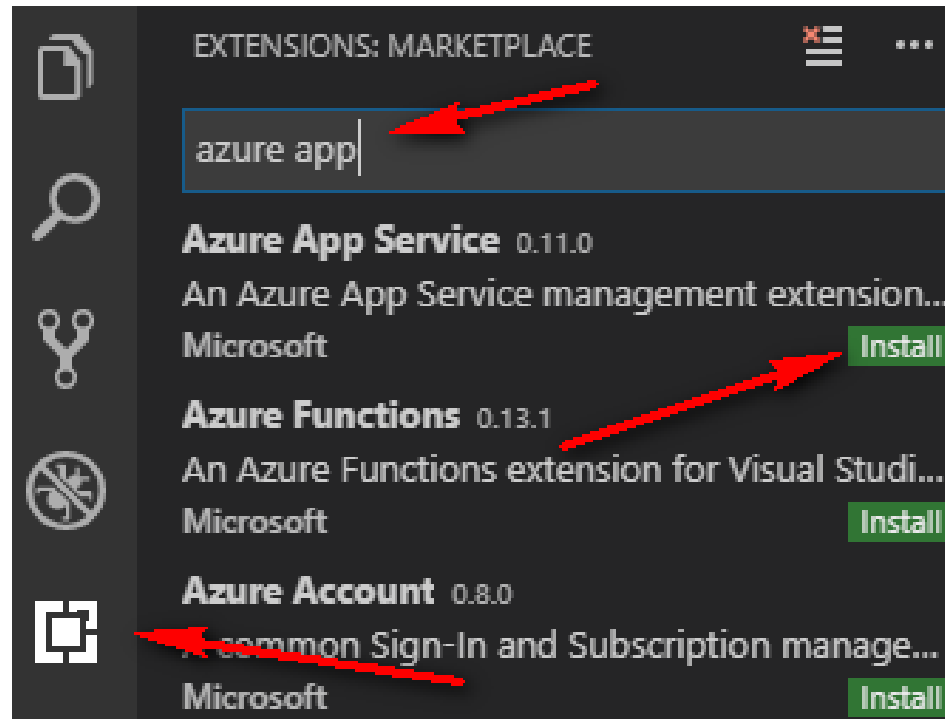 EXTENSIONS: MARKETPLACE
azure app
Azure App Service 0.11.0
An Azure App Service management extension...
Microsoft
Install
Azure Functions 0.13.1
An Azure Functions extension for Visual Studi...
Microsoft
Install
Azure Account 0.8.0
A common Sign-In and Subscription manage...
Microsoft
Install